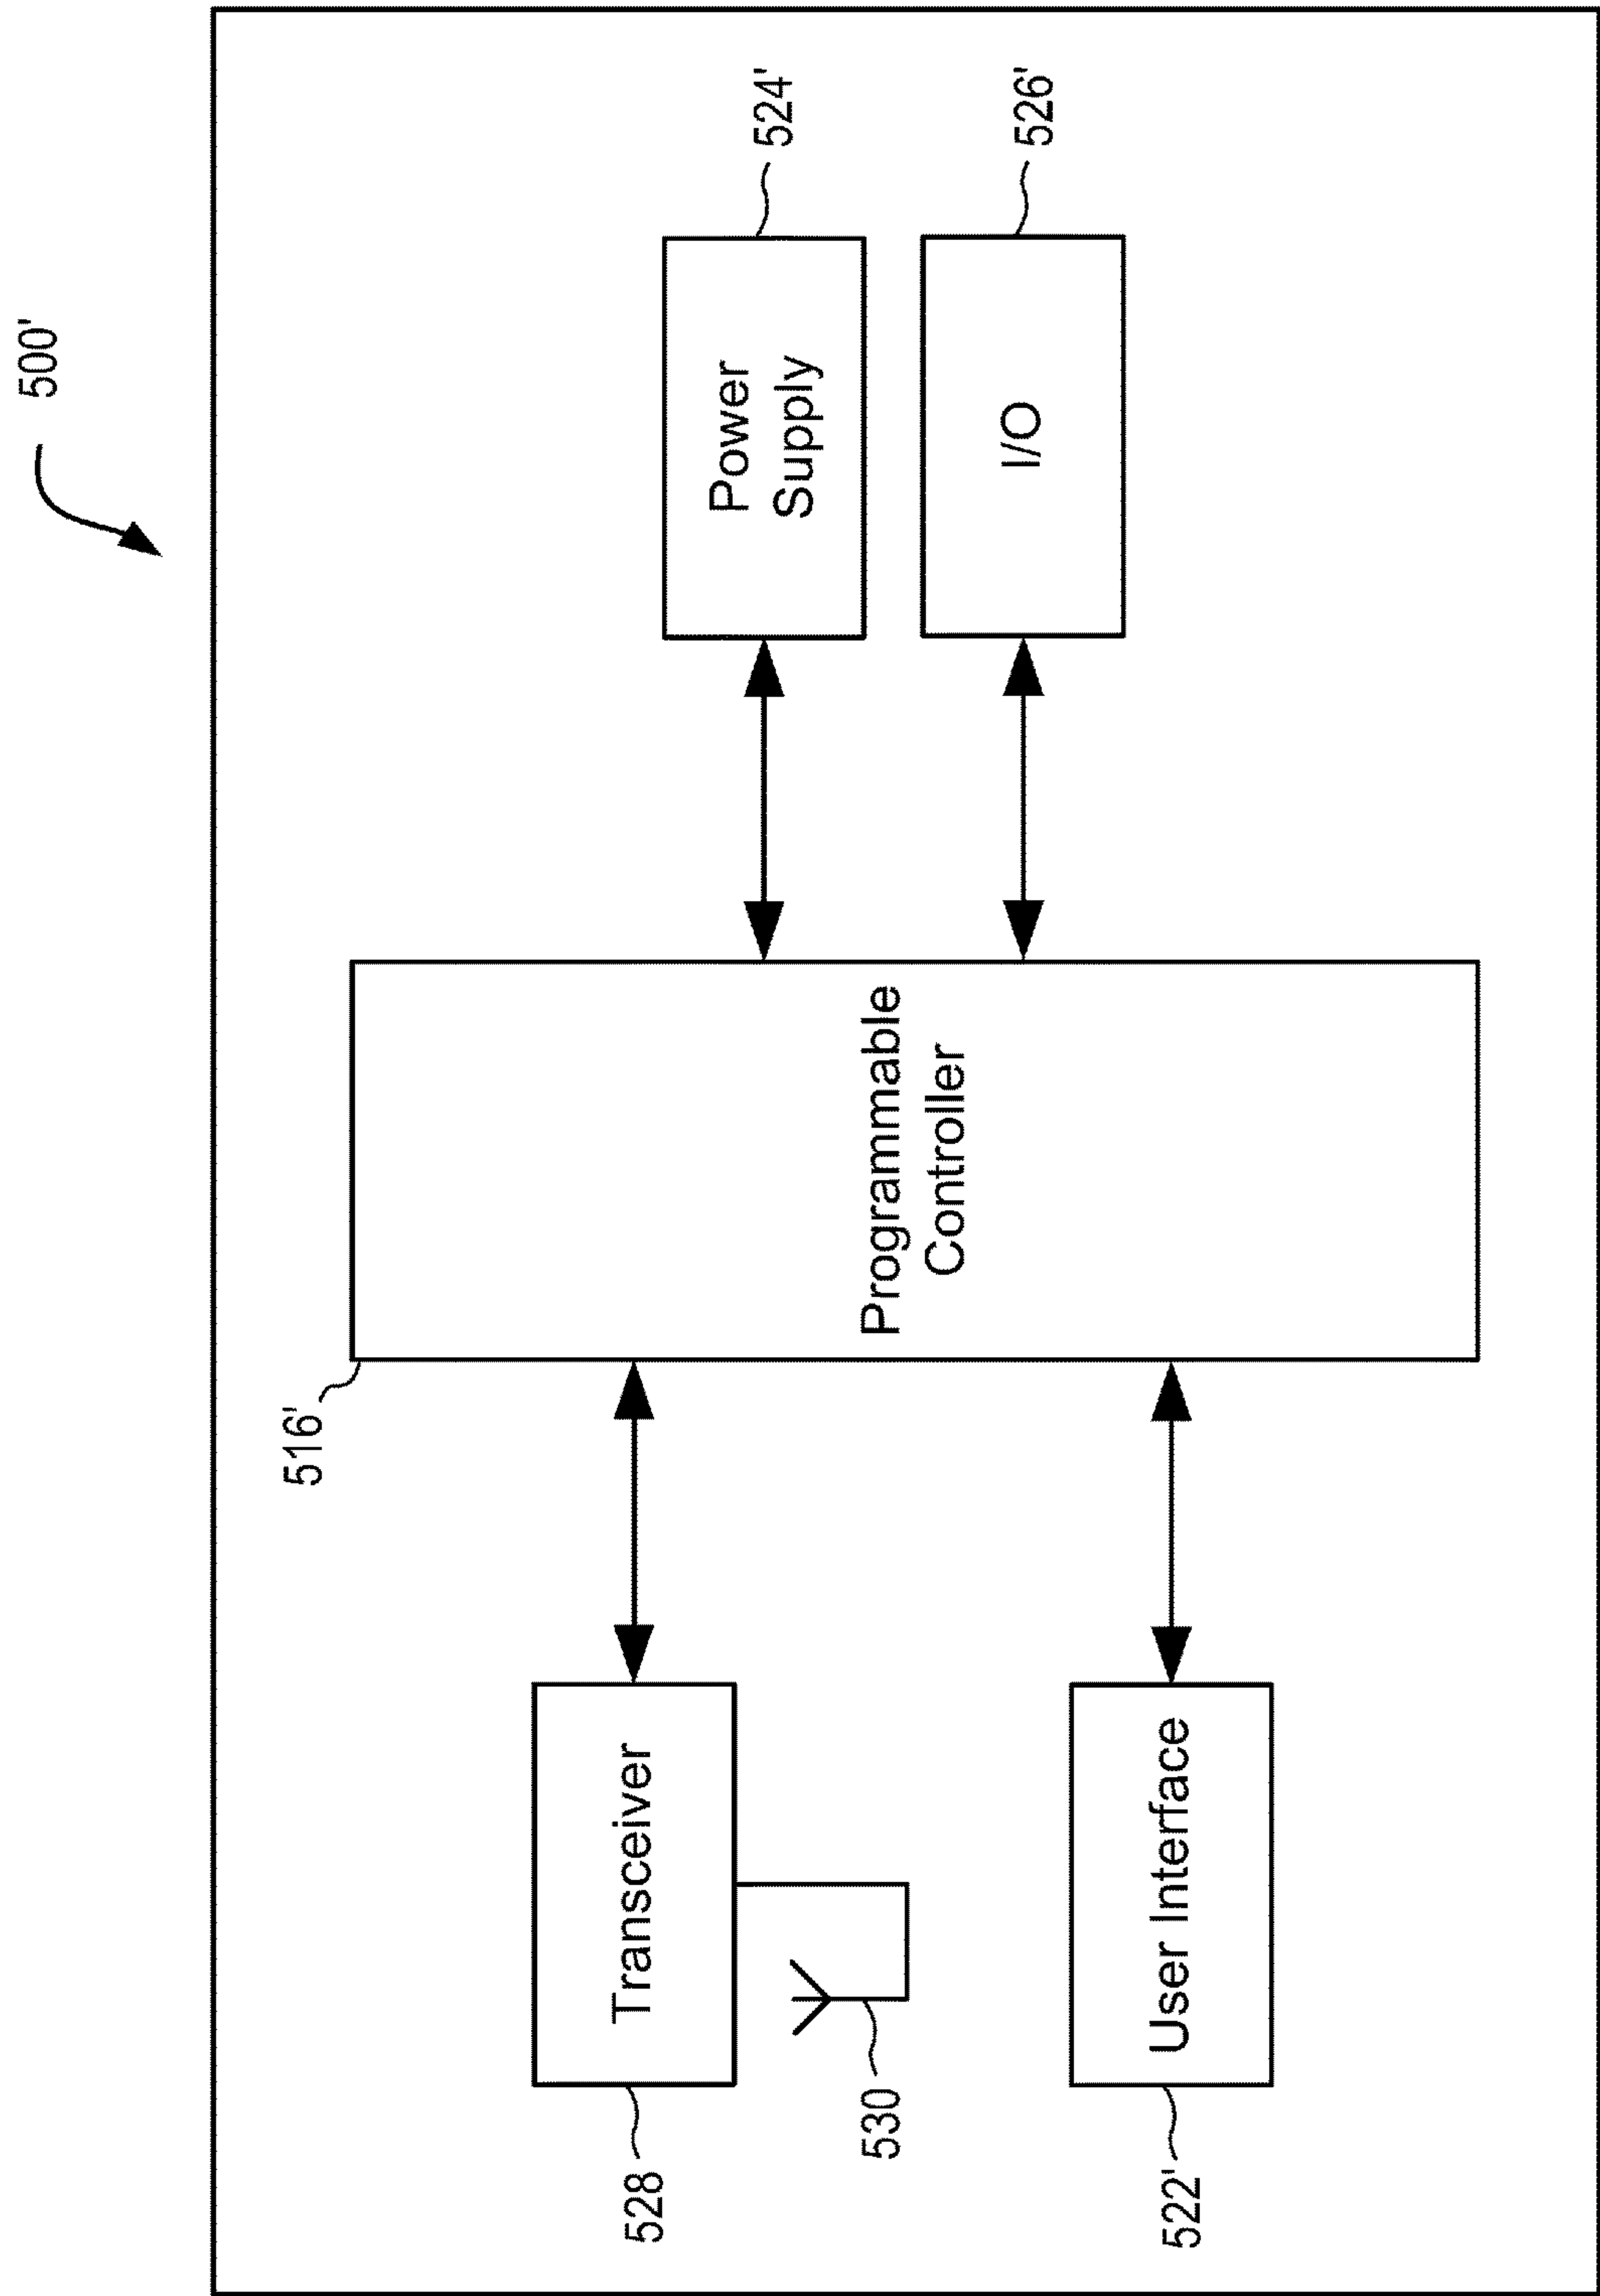 500'
516'
528
Transceiver
530
522'
User Interface
Programmable
Controller
Power
Supply
524'
I/O
526'